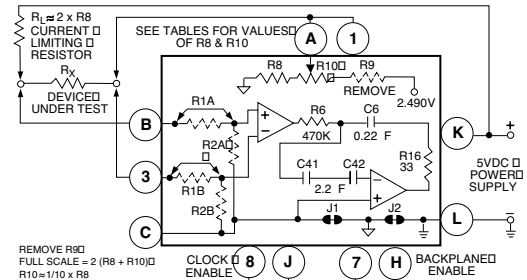 RL≈2 x R8
CURRENT
LIMITING
RESISTOR
RX
DEVICE
UNDER TEST
SEE TABLES FOR VALUES
OF R8 & R10
A
1
R8
R10
R9
REMOVE
2.490V
B
R1A
R2A
+
−
R6
470K
C6
0.22 F
K
+
R16
33
5VDC
POWER
SUPPLY
3
R1B
C41
C42
2.2 F
−
+
R2B
C
J1
J2
L
−
REMOVE R9
FULL SCALE = 2 (R8 + R10)
R10≈1/10 x R8
CLOCK
ENABLE
8
J
7
H
BACKPLANE
ENABLE